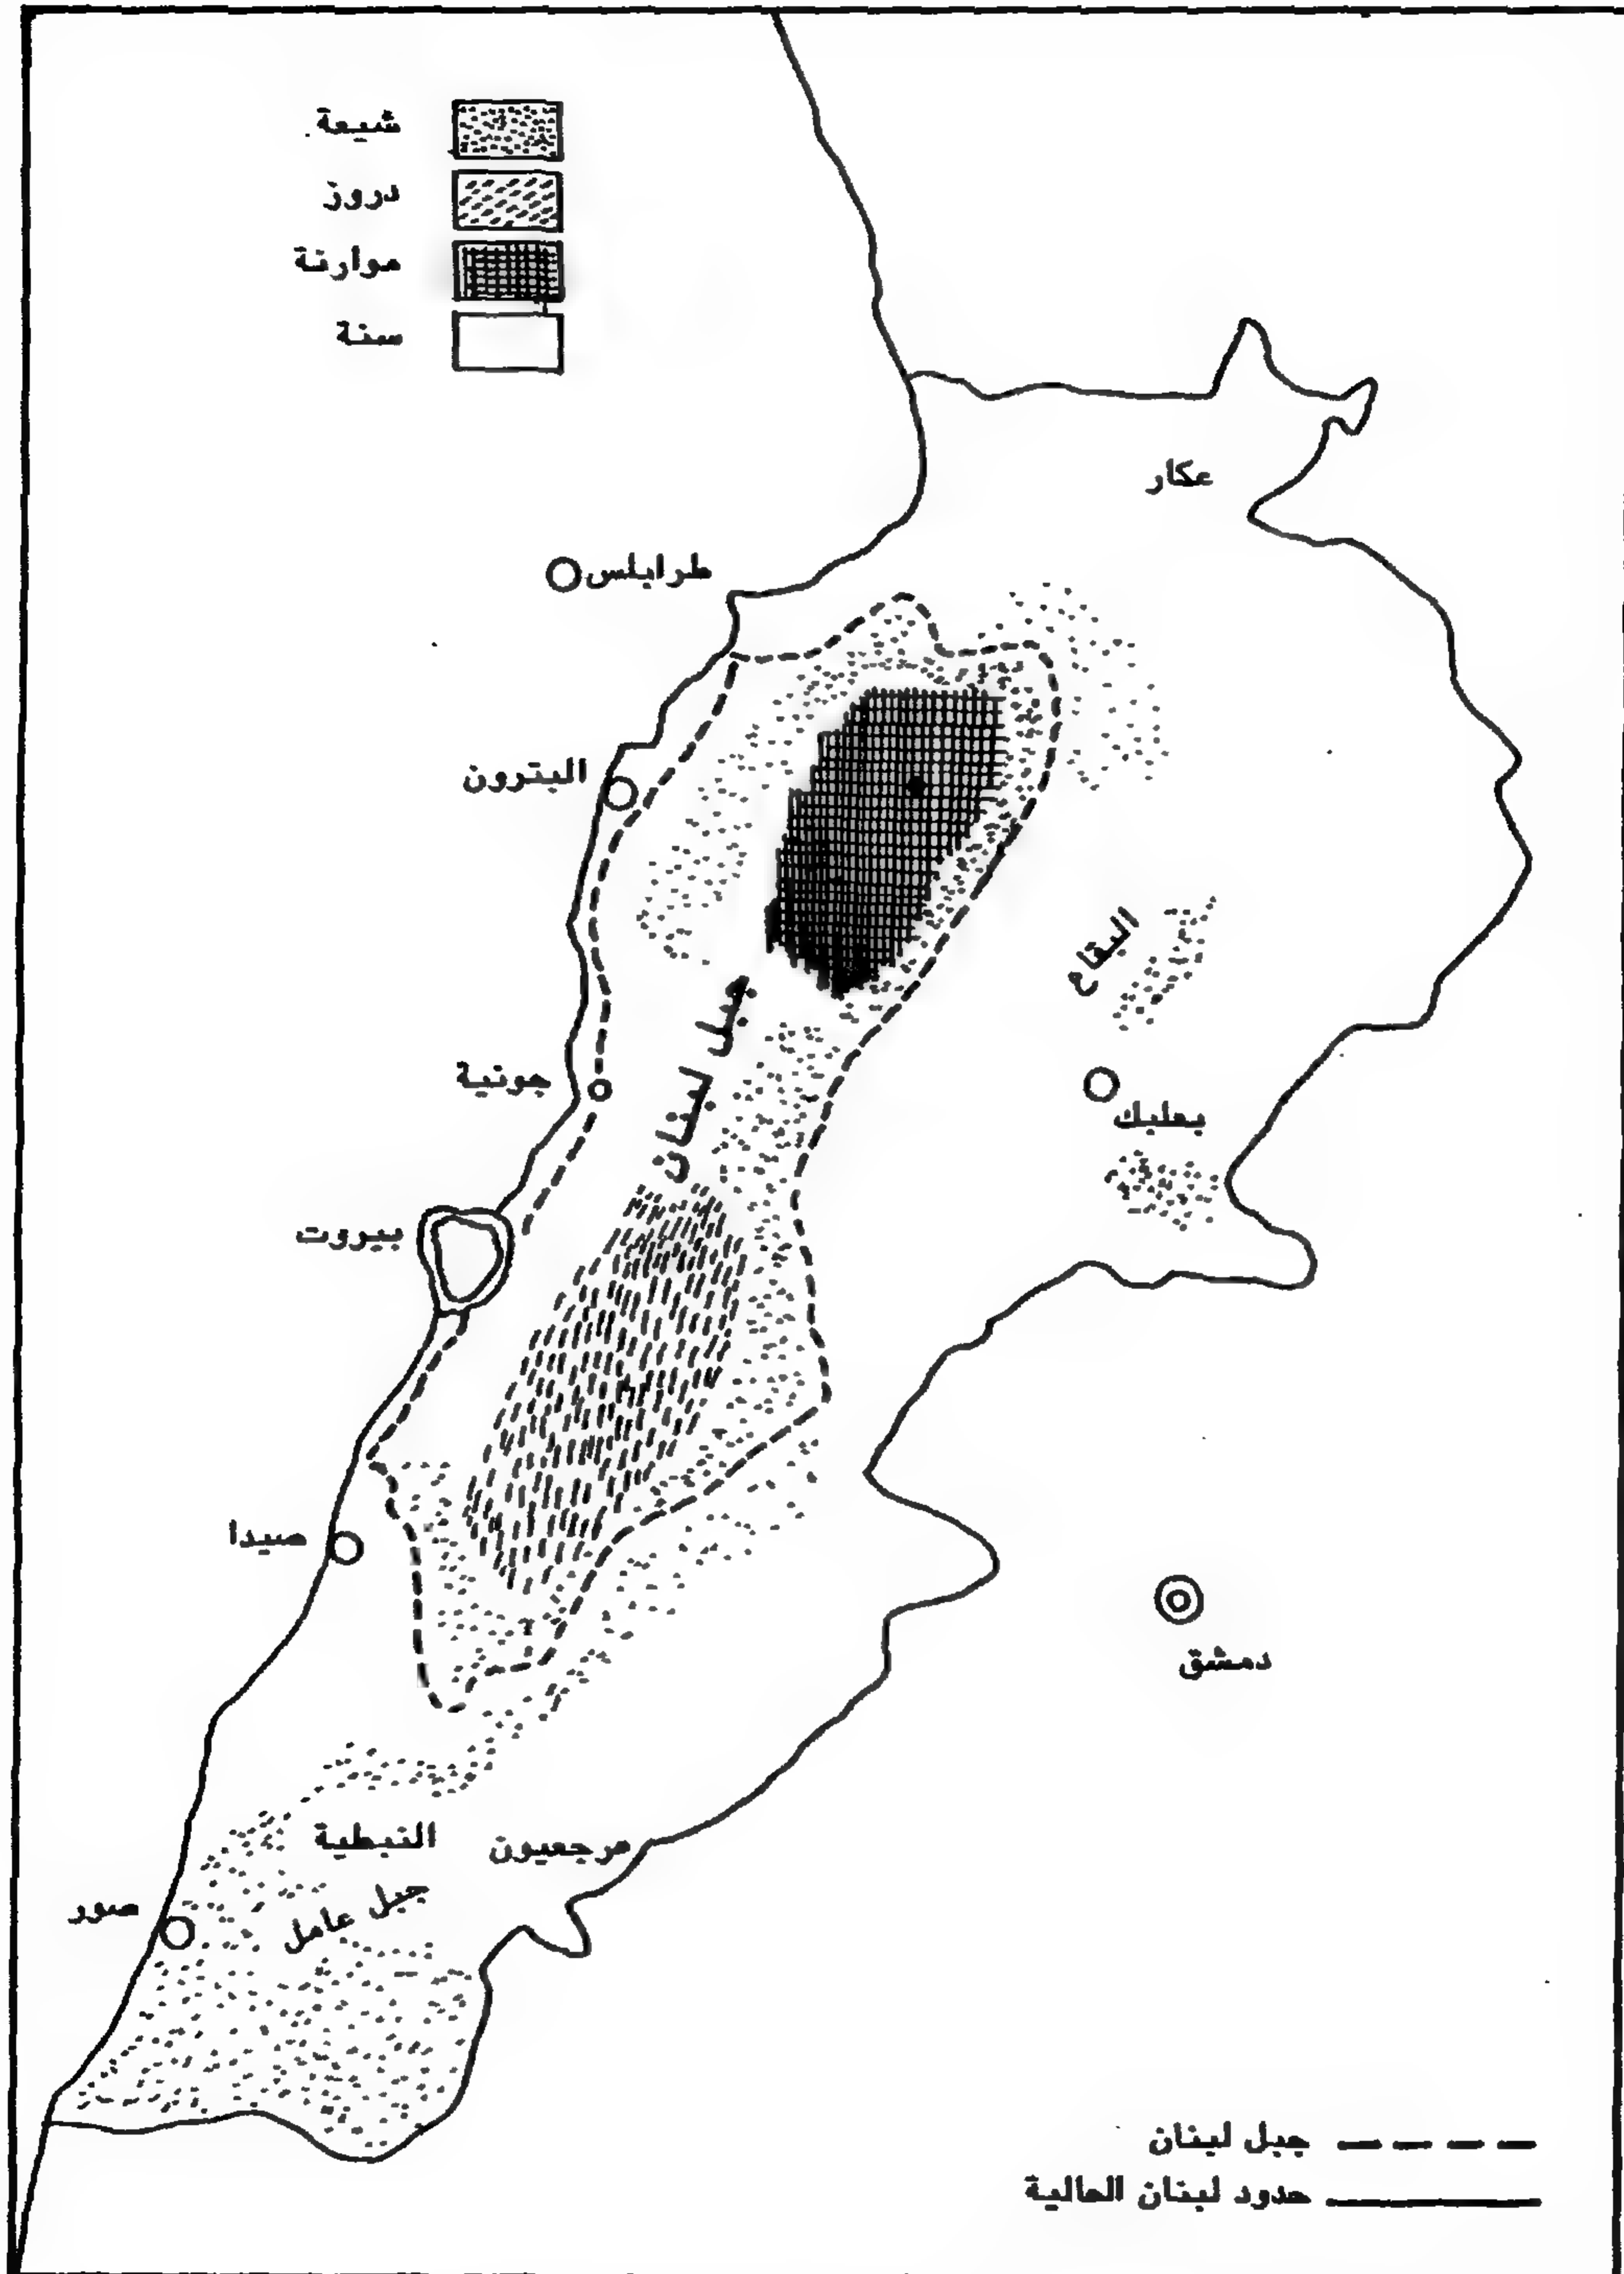 شيعة
دروز
موارنة
سنة
عكار
طرابلس
البترون
البقاع
جبل لبنان
جونية
بعلبك
بيروت
صيدا
دمشق
النبطية
مرجعيون
صور
جبل عامل
جبل لبنان
حدود لبنان الحالية